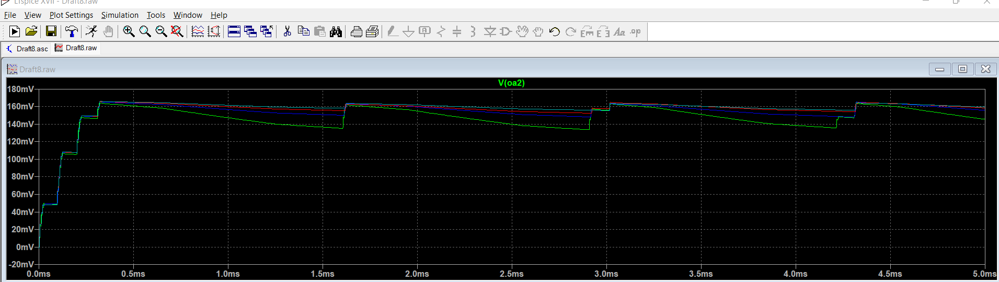 LTspice XVII - Draft8.raw
File View Plot Settings Simulation Tools Window Help
Draft8.asc Draft8.raw
Draft8.raw
V(oa2)
180mV
160mV
140mV
120mV
100mV
80mV
60mV
40mV
20mV
0mV
-20mV
0.0ms 0.5ms 1.0ms 1.5ms 2.0ms 2.5ms 3.0ms 3.5ms 4.0ms 4.5ms 5.0ms